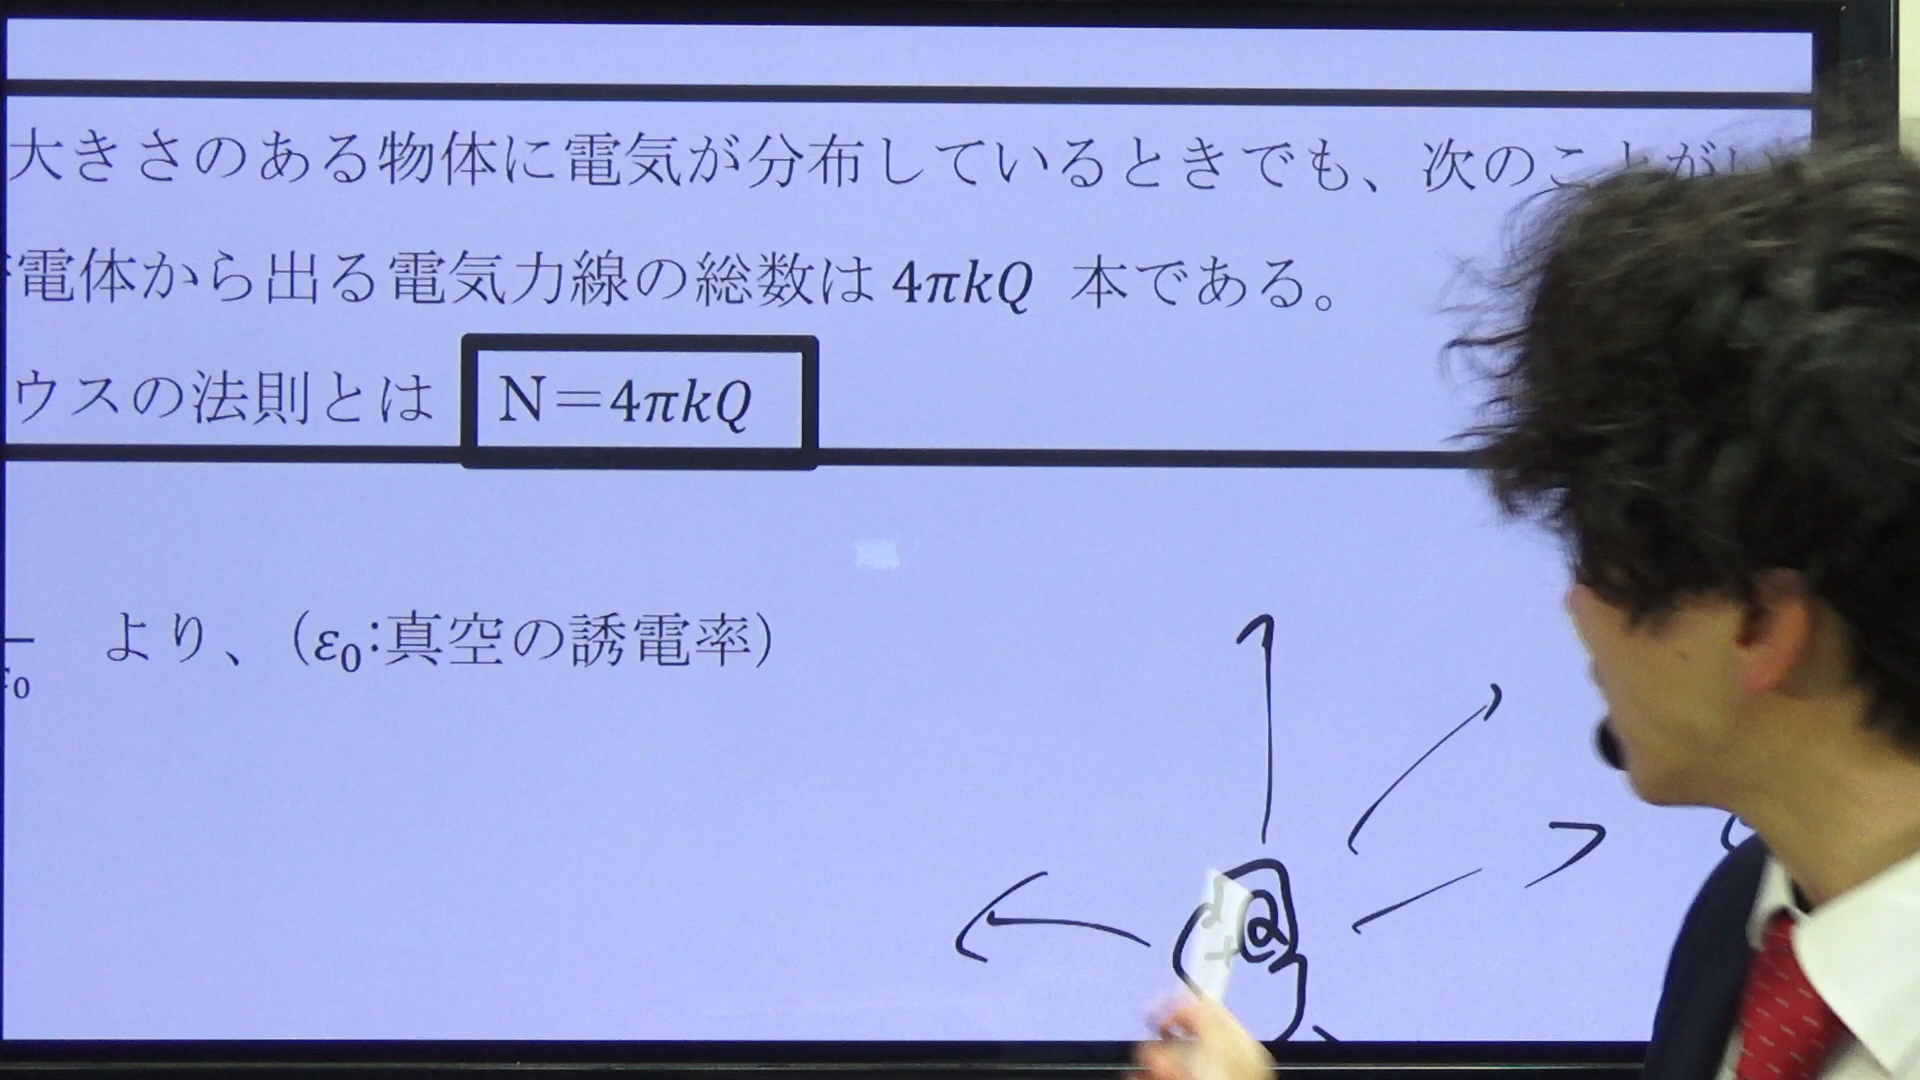 大きさのある物体に電気が分布しているときでも、次のことが
電体から出る電気力線の総数は 4πkQ 本である。
ウスの法則とは N＝4πkQ
ε₀ より、（ε₀：真空の誘電率）
+Q